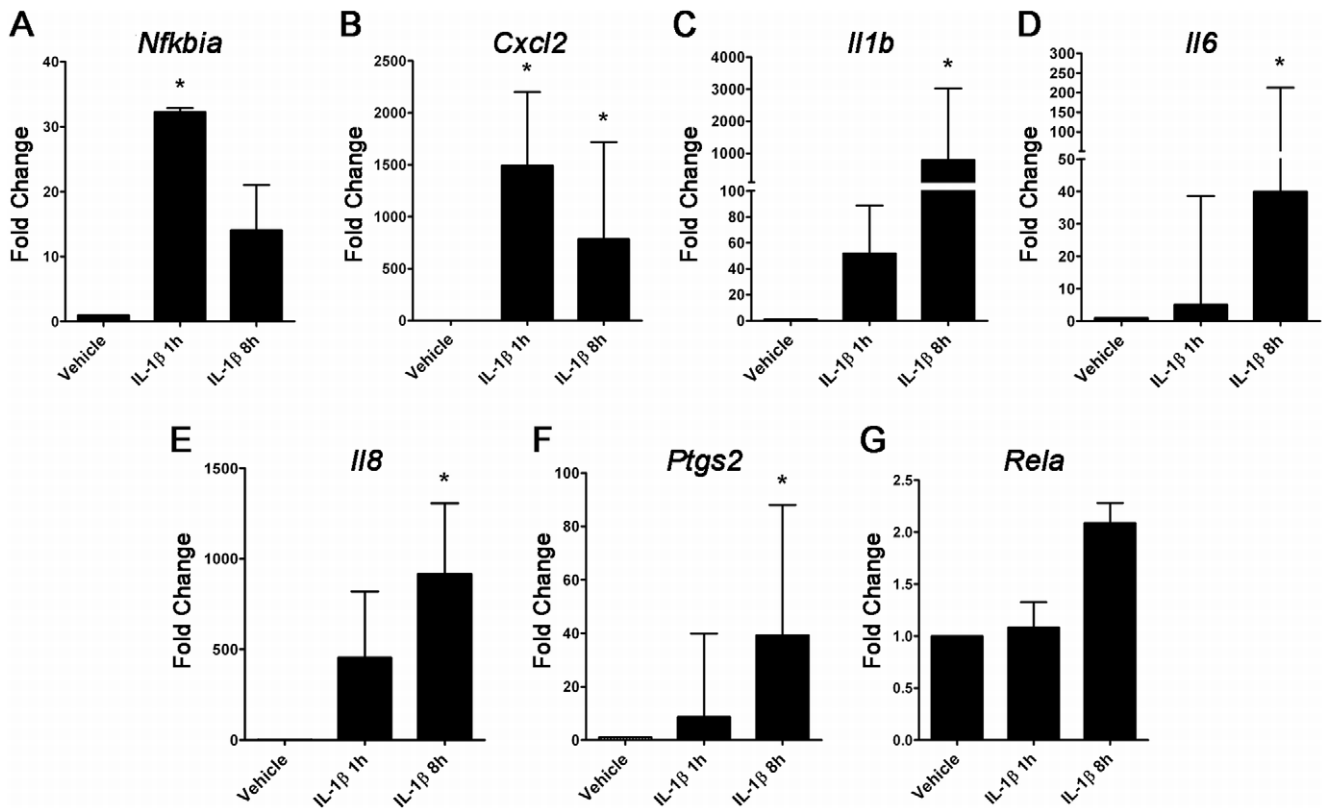 A
Nfkbia
Fold Change
40
30
20
10
0
*
Vehicle
IL-1β 1h
IL-1β 8h
B
Cxcl2
Fold Change
2500
2000
1500
1000
500
0
*
*
Vehicle
IL-1β 1h
IL-1β 8h
C
Il1b
Fold Change
4000
3000
2000
1000
100
80
60
40
20
0
*
Vehicle
IL-1β 1h
IL-1β 8h
D
Il6
Fold Change
300
250
200
150
100
50
40
30
20
10
0
*
Vehicle
IL-1β 1h
IL-1β 8h
E
Il8
Fold Change
1500
1000
500
0
*
Vehicle
IL-1β 1h
IL-1β 8h
F
Ptgs2
Fold Change
100
80
60
40
20
0
*
Vehicle
IL-1β 1h
IL-1β 8h
G
Rela
Fold Change
2.5
2.0
1.5
1.0
0.5
0.0
Vehicle
IL-1β 1h
IL-1β 8h